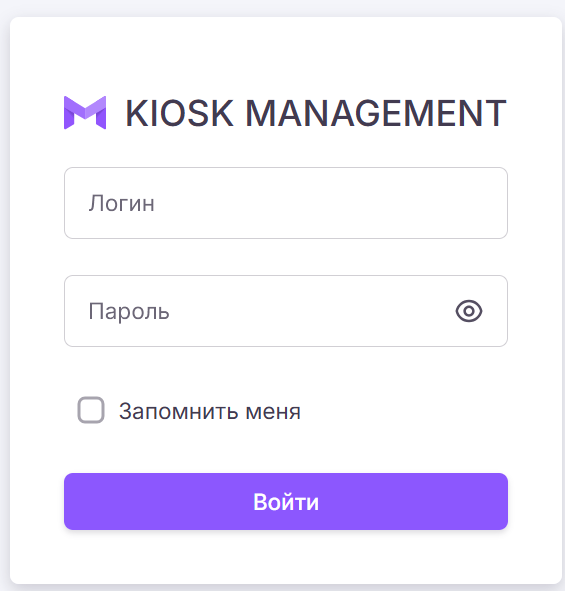 KIOSK MANAGEMENT
Логин
Пароль
Запомнить меня
Войти